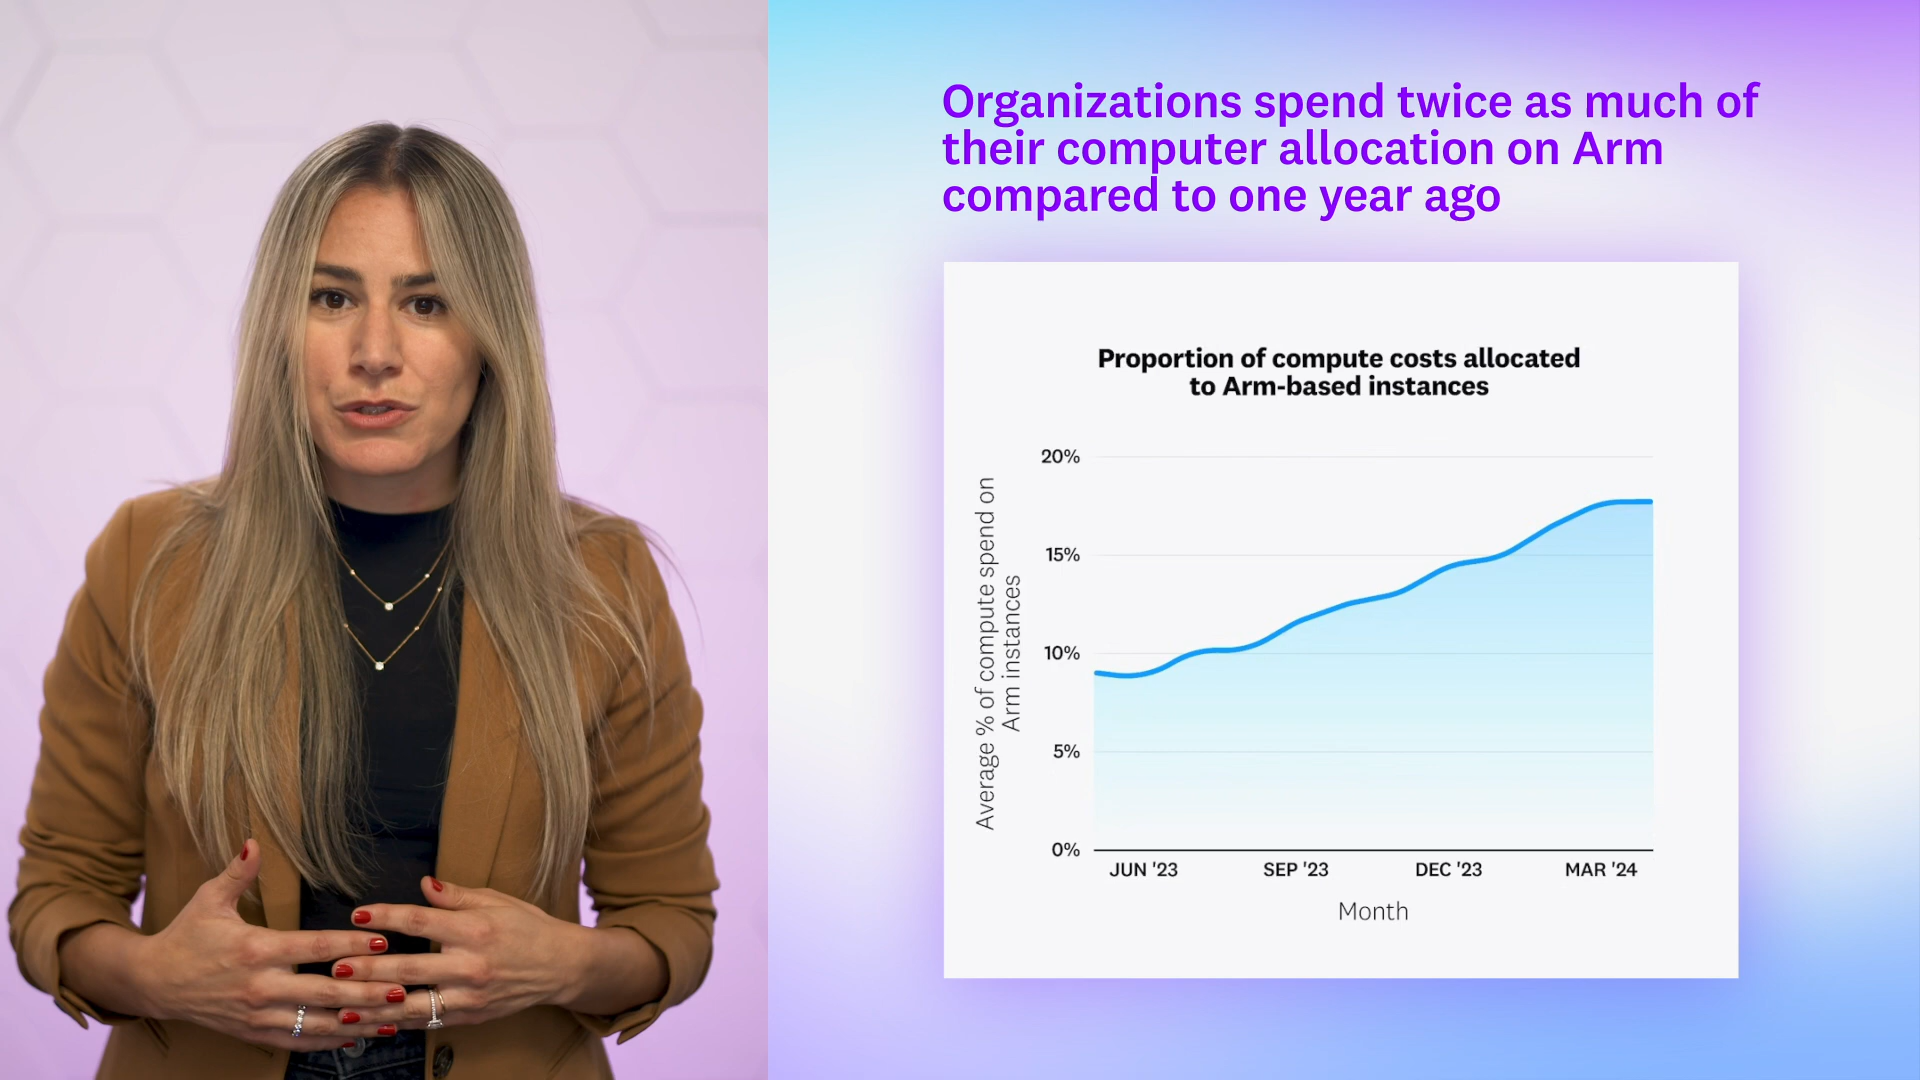 Organizations spend twice as much of
their computer allocation on Arm
compared to one year ago
Proportion of compute costs allocated
to Arm-based instances
Average % of compute spend on
Arm instances
20%
15%
10%
5%
0%
JUN '23
SEP '23
DEC '23
MAR '24
Month